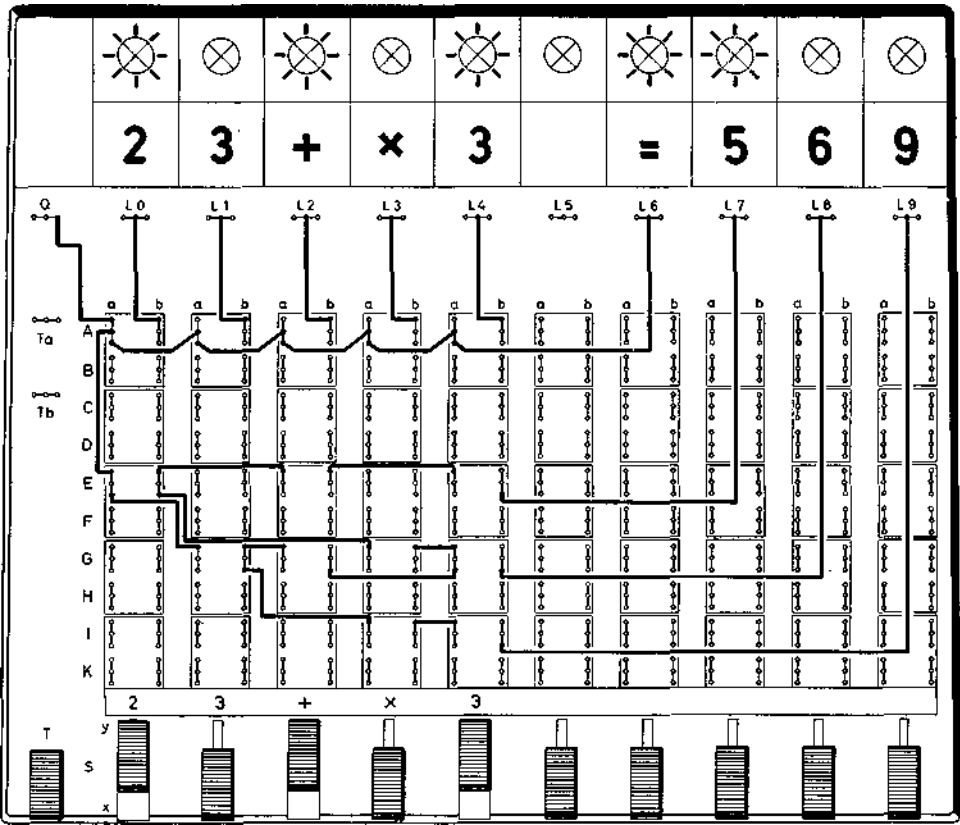 2 3 + × 3 = 5 6 9
Q L0 L1 L2 L3 L4 L5 L6 L7 L8 L9
a b a b a b a b a b a b a b a b a b a b
Ta
A
B
Tb
C
D
E
F
G
H
I
K
2 3 + × 3
T y
S
x